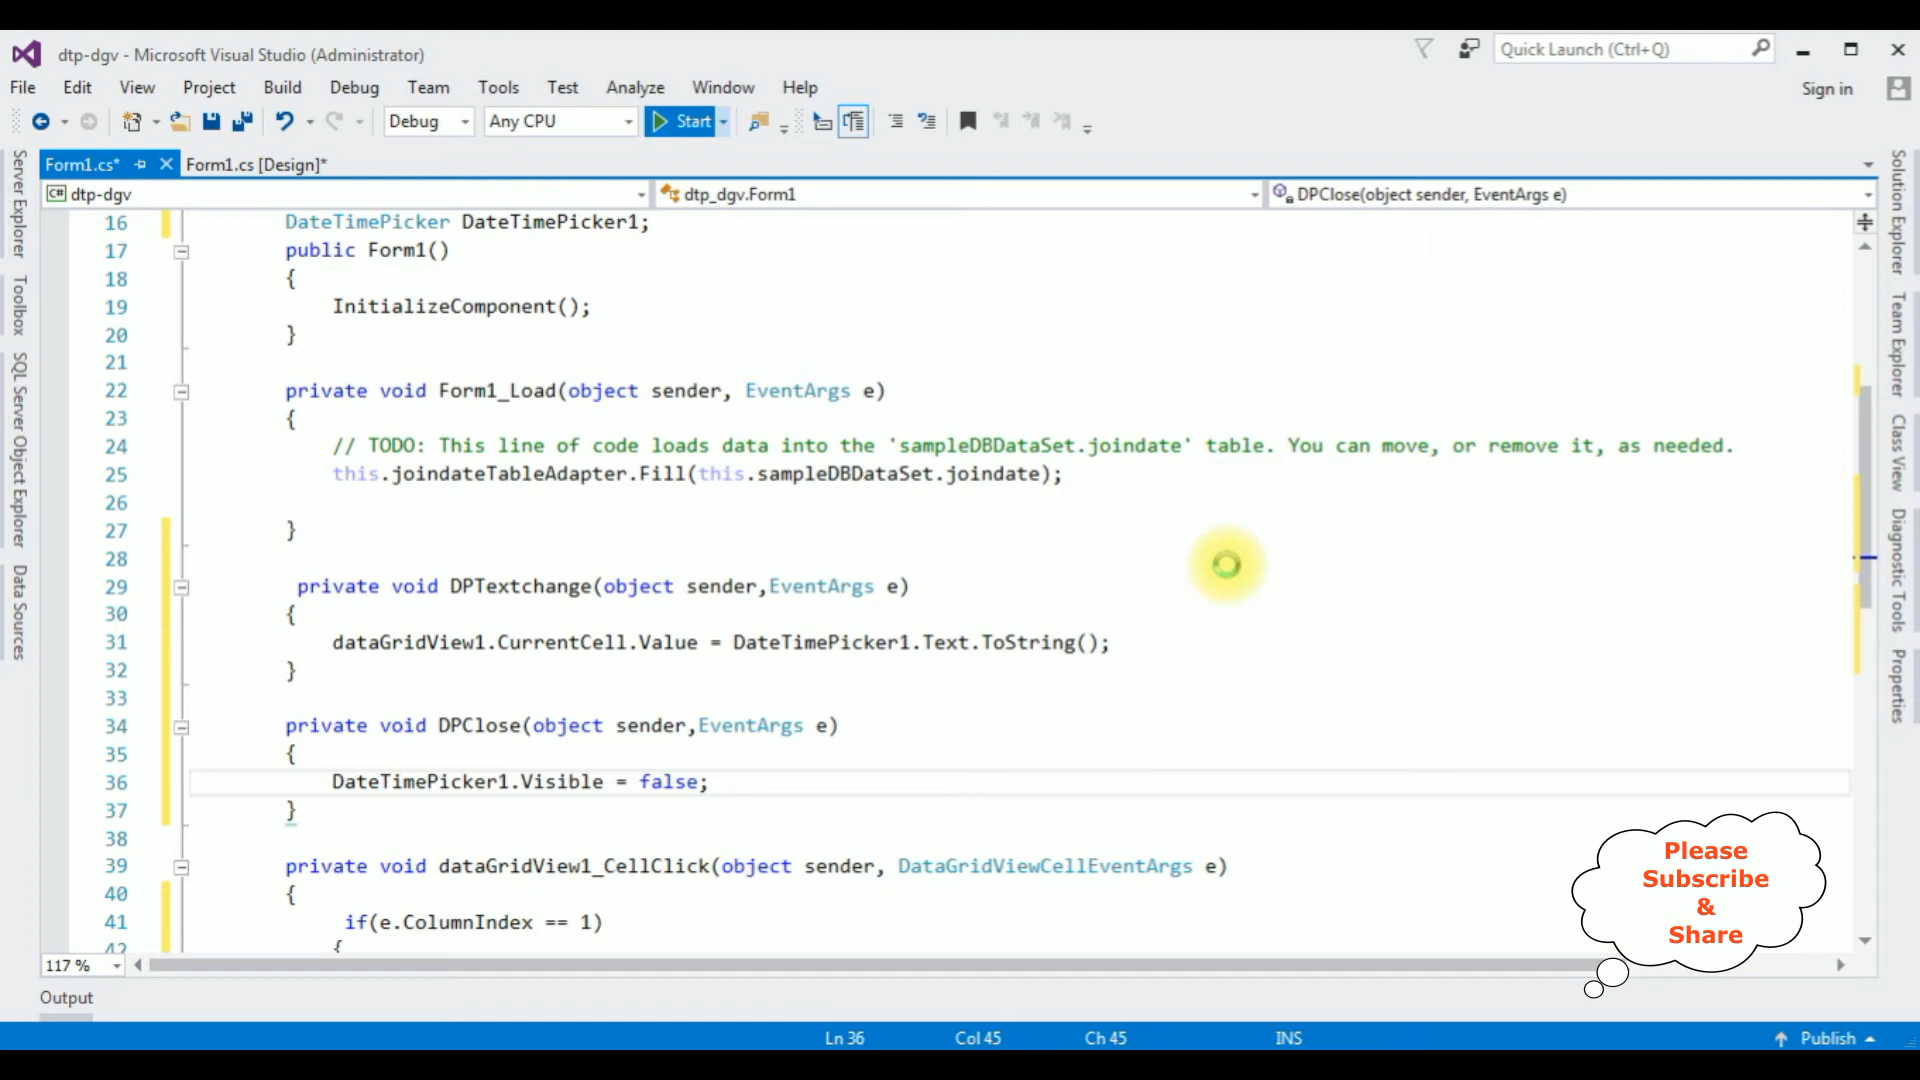 dtp-dgv - Microsoft Visual Studio (Administrator)
Quick Launch (Ctrl+Q)
File Edit View Project Build Debug Team Tools Test Analyze Window Help
Sign in
Debug Any CPU Start
Form1.cs* Form1.cs [Design]*
C# dtp-dgv dtp_dgv.Form1 DPClose(object sender, EventArgs e)
16 DateTimePicker DateTimePicker1;
17 public Form1()
18 {
19 InitializeComponent();
20 }
21
22 private void Form1_Load(object sender, EventArgs e)
23 {
24 // TODO: This line of code loads data into the 'sampleDBDataSet.joindate' table. You can move, or remove it, as needed.
25 this.joindateTableAdapter.Fill(this.sampleDBDataSet.joindate);
26
27 }
28
29 private void DPTextchange(object sender,EventArgs e)
30 {
31 dataGridView1.CurrentCell.Value = DateTimePicker1.Text.ToString();
32 }
33
34 private void DPClose(object sender,EventArgs e)
35 {
36 DateTimePicker1.Visible = false;
37 }
38
39 private void dataGridView1_CellClick(object sender, DataGridViewCellEventArgs e)
40 {
41 if(e.ColumnIndex == 1)
42 {
Server Explorer
Toolbox
SQL Server Object Explorer
Data Sources
Solution Explorer
Team Explorer
Class View
Diagnostic Tools
Properties
Please
Subscribe
&
Share
117 %
Output
Ln 36 Col 45 Ch 45 INS Publish